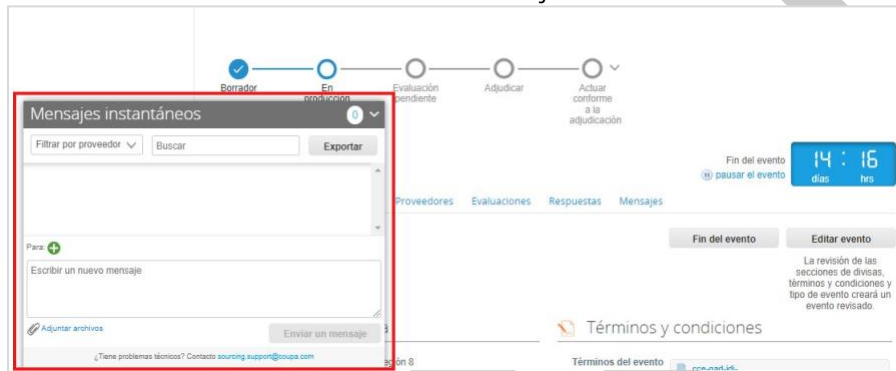 Borrador
En
producción
Evaluación
pendiente
Adjudicar
Actuar
conforme
a la
adjudicación
Mensajes instantáneos 0
Filtrar por proveedor Buscar Exportar
Fin del evento
pausar el evento
14 : 16
días hrs
Proveedores Evaluaciones Respuestas Mensajes
Para:
Fin del evento Editar evento
Escribir un nuevo mensaje
La revisión de las
secciones de divisas,
términos y condiciones y
tipo de evento creará un
evento revisado.
Adjuntar archivos Enviar un mensaje
Términos y condiciones
¿Tiene problemas técnicos? Contacto sourcing.support@coupa.com
Términos del evento